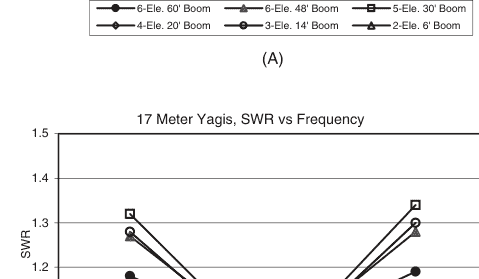 6-Ele. 60' Boom 6-Ele. 48' Boom 5-Ele. 30' Boom
4-Ele. 20' Boom 3-Ele. 14' Boom 2-Ele. 6' Boom
(A)
17 Meter Yagis, SWR vs Frequency
1.5
1.4
1.3
SWR
1.2